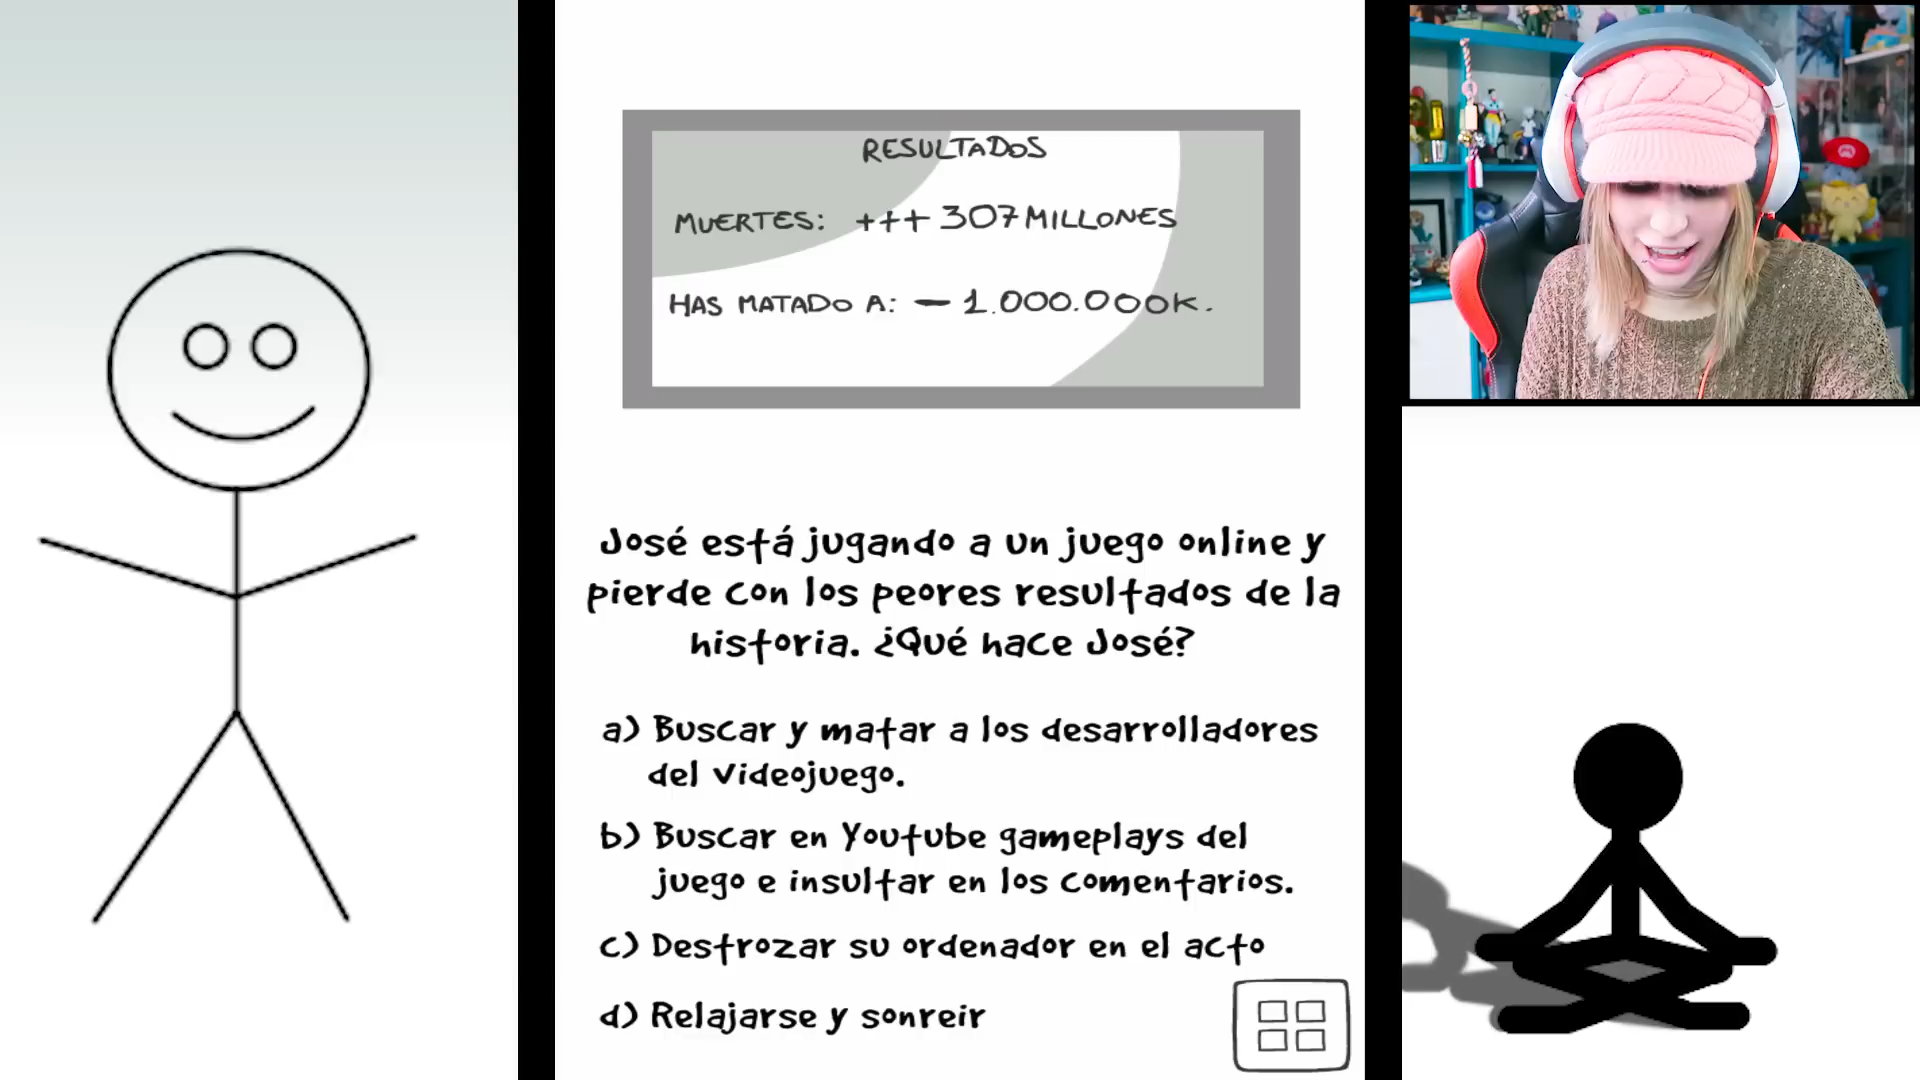 RESULTADOS
MUERTES: +++ 307 MILLONES
HAS MATADO A: - 1.000.000K.
José está jugando a un juego online y
pierde con los peores resultados de la
historia. ¿Qué hace José?
a) Buscar y matar a los desarrolladores
del videojuego.
b) Buscar en Youtube gameplays del
juego e insultar en los comentarios.
c) Destrozar su ordenador en el acto
d) Relajarse y sonreir